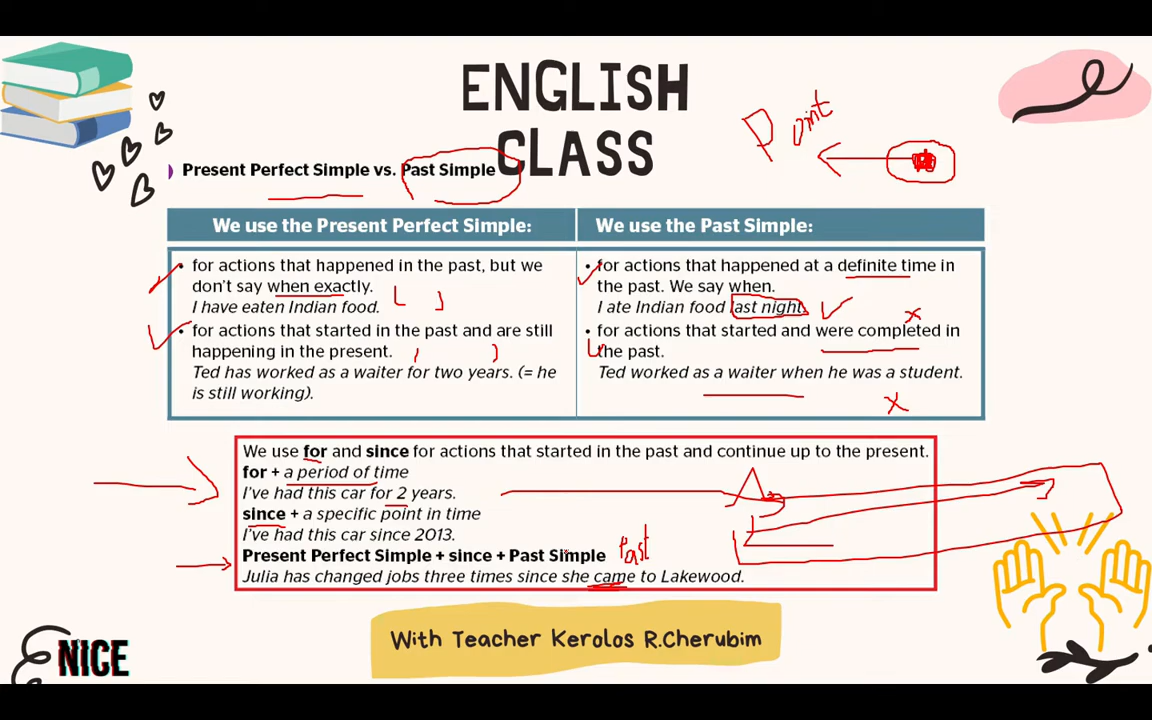 ENGLISH
CLASS
Point
Present Perfect Simple vs. Past Simple
We use the Present Perfect Simple:
• for actions that happened in the past, but we
don't say when exactly.
I have eaten Indian food.
• for actions that started in the past and are still
happening in the present.
Ted has worked as a waiter for two years. (= he
is still working).
We use the Past Simple:
• for actions that happened at a definite time in
the past. We say when.
I ate Indian food last night.
• for actions that started and were completed in
the past.
Ted worked as a waiter when he was a student.
We use for and since for actions that started in the past and continue up to the present.
for + a period of time
I've had this car for 2 years.
since + a specific point in time
I've had this car since 2013.
Present Perfect Simple + since + Past Simple
Past
Julia has changed jobs three times since she came to Lakewood.
With Teacher Kerolos R.Cherubim
NICE